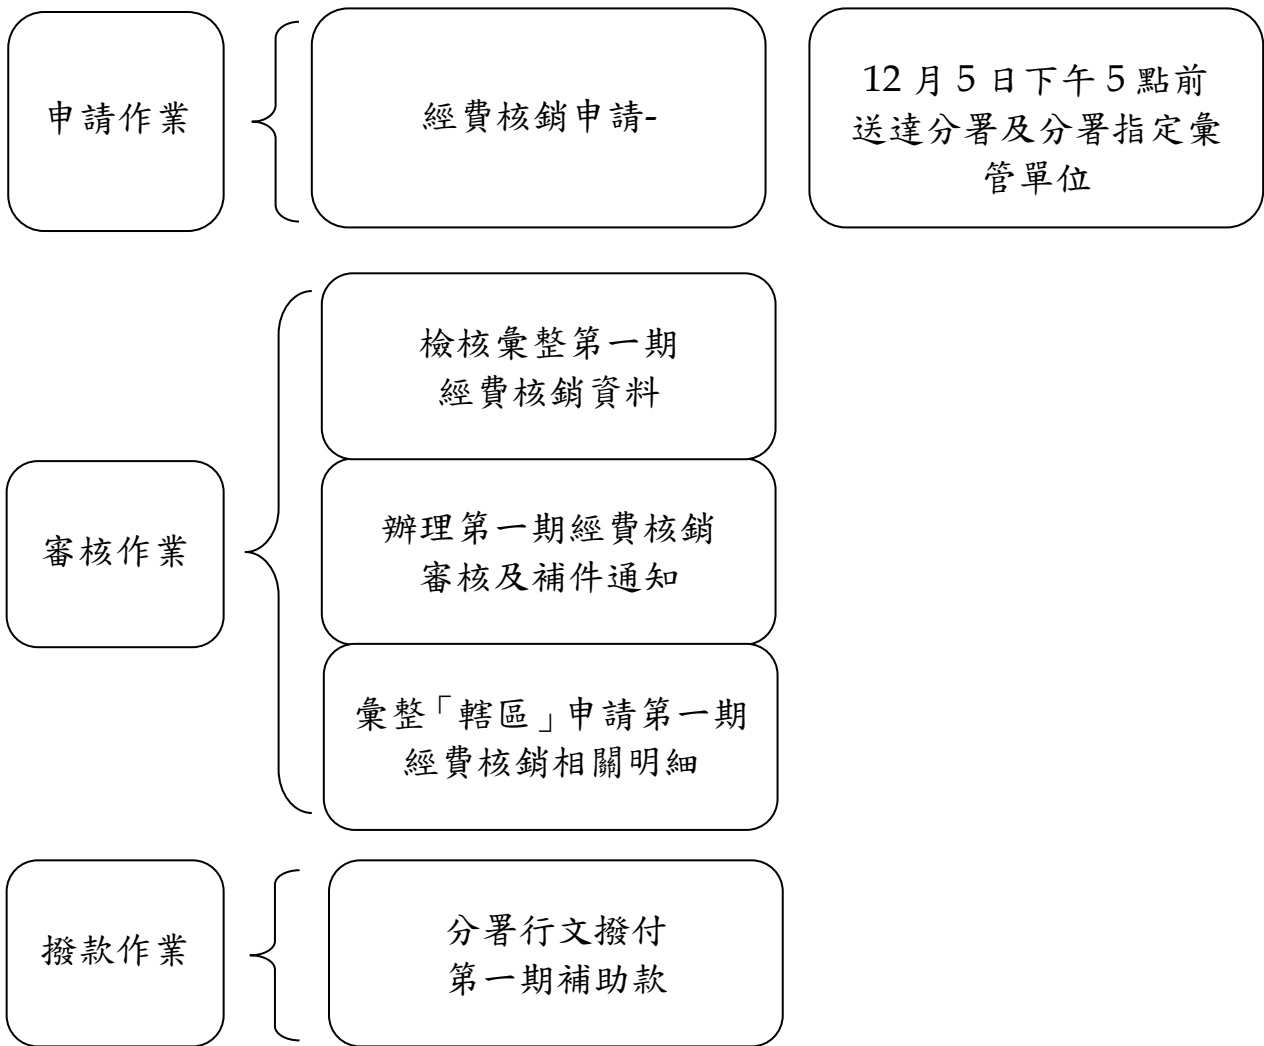 申請作業
經費核銷申請-
12 月 5 日下午 5 點前
送達分署及分署指定彙
管單位
檢核彙整第一期
經費核銷資料
審核作業
辦理第一期經費核銷
審核及補件通知
彙整「轄區」申請第一期
經費核銷相關明細
撥款作業
分署行文撥付
第一期補助款